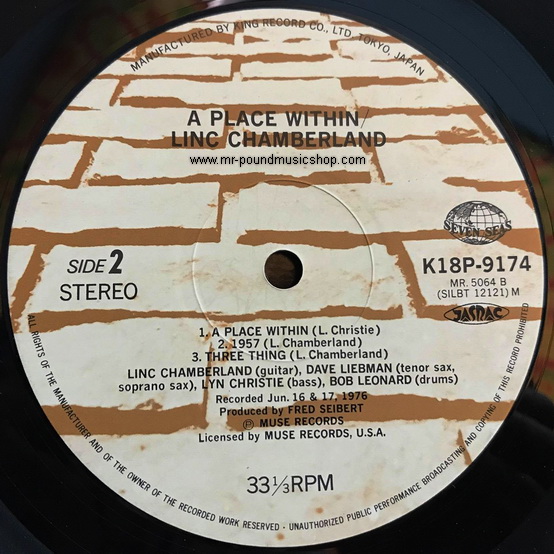 MANUFACTURED BY KING RECORD CO., LTD, TOKYO, JAPAN
A PLACE WITHIN/
LINC CHAMBERLAND
www.mr-poundmusicshop.com
SEVEN SEAS
SIDE 2
STEREO
K18P-9174
MR. 5064 B
(SILBT 12121) M
JASRAC
1. A PLACE WITHIN (L. Christie)
2. 1957 (L. Chamberland)
3. THREE THING (L. Chamberland)
LINC CHAMBERLAND (guitar), DAVE LIEBMAN (tenor sax,
soprano sax), LYN CHRISTIE (bass), BOB LEONARD (drums)
Recorded Jun. 16 & 17, 1976
Produced by FRED SEIBERT
Ⓟ MUSE RECORDS
Licensed by MUSE RECORDS, U.S.A.
33 1/3 RPM
ALL RIGHTS OF THE MANUFACTURER AND OF THE OWNER OF THE RECORDED WORK RESERVED · UNAUTHORIZED PUBLIC PERFORMANCE BROADCASTING AND COPYING OF THIS RECORD PROHIBITED